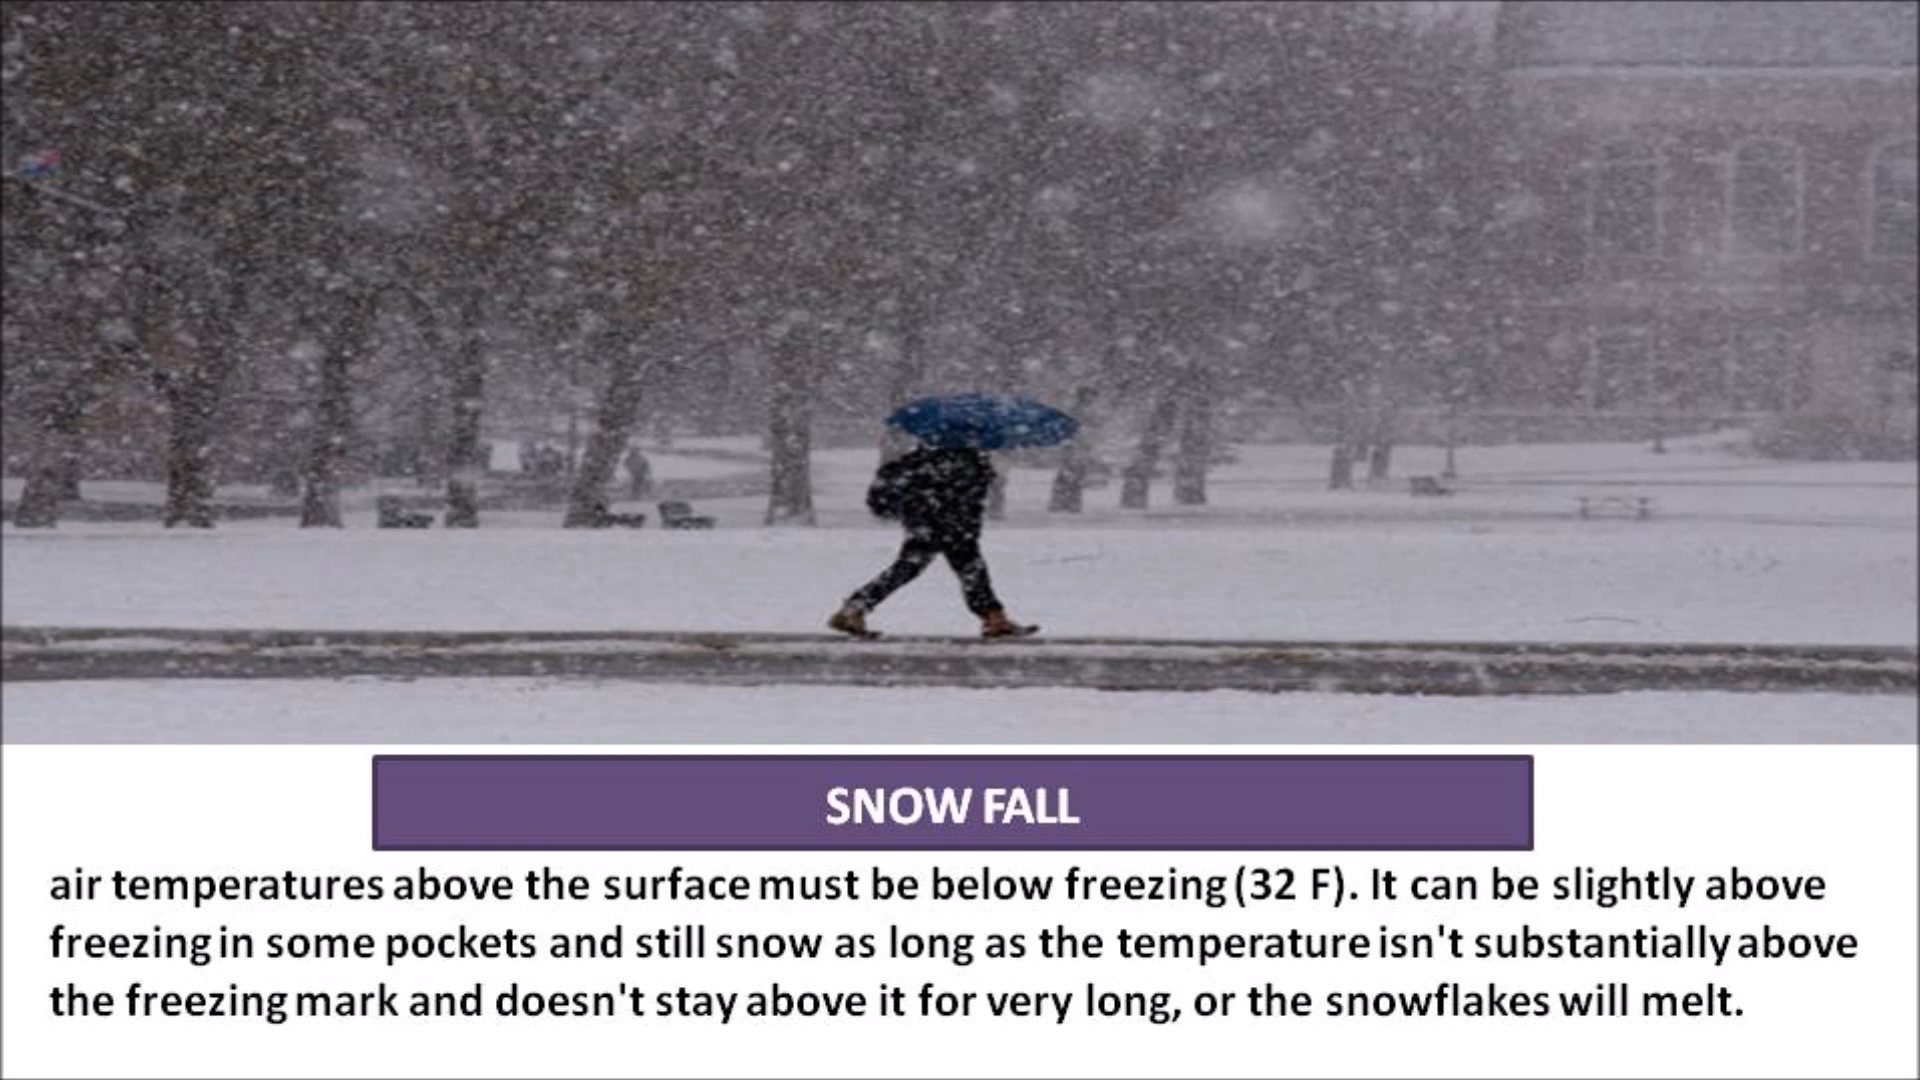 SNOW FALL
air temperatures above the surface must be below freezing (32 F). It can be slightly above
freezing in some pockets and still snow as long as the temperature isn't substantially above
the freezing mark and doesn't stay above it for very long, or the snowflakes will melt.